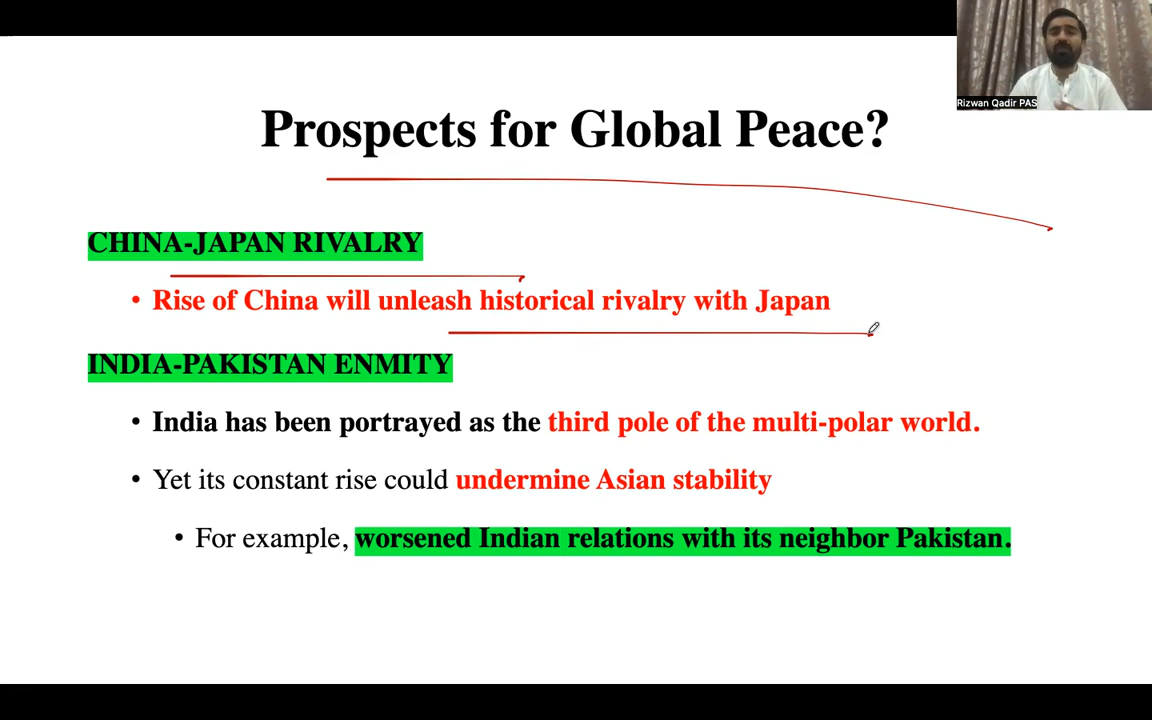 Rizwan Qadir PAS
Prospects for Global Peace?
CHINA-JAPAN RIVALRY
• Rise of China will unleash historical rivalry with Japan
INDIA-PAKISTAN ENMITY
• India has been portrayed as the third pole of the multi-polar world.
• Yet its constant rise could undermine Asian stability
• For example, worsened Indian relations with its neighbor Pakistan.